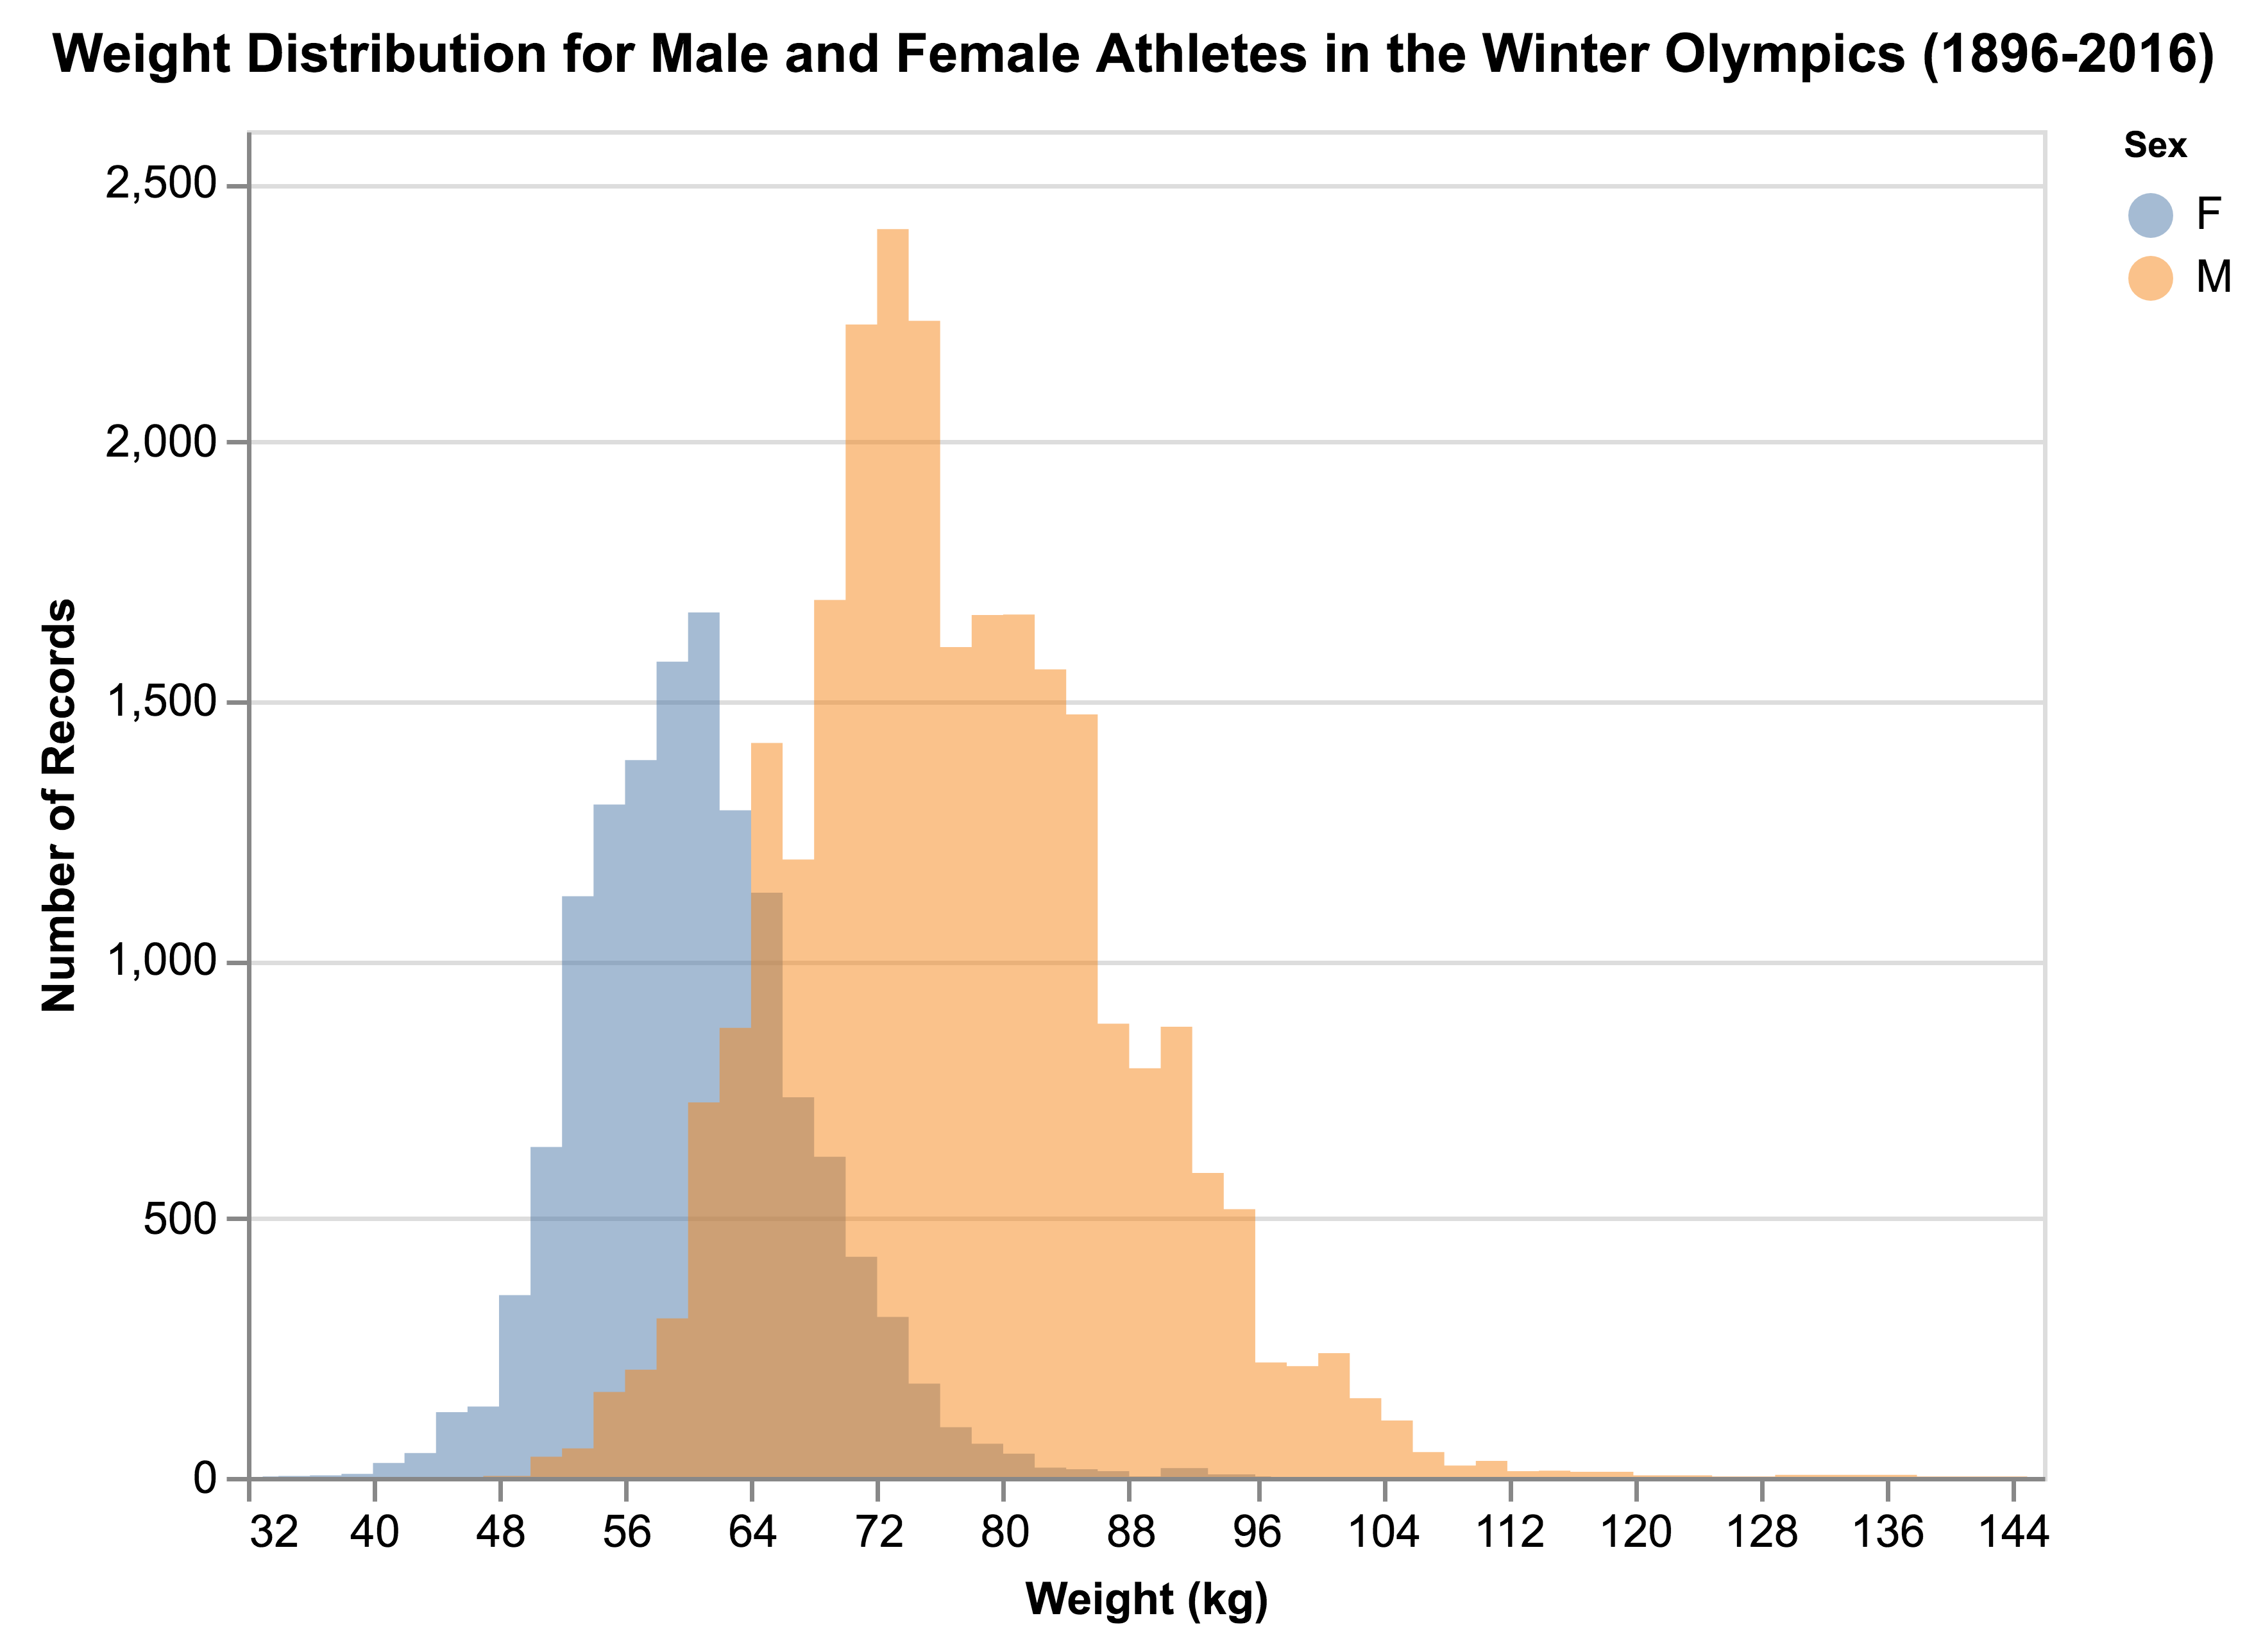 Weight Distribution for Male and Female Athletes in the Winter Olympics (1896-2016)
Sex
F
M
Number of Records
2,500
2,000
1,500
1,000
500
0
32 40 48 56 64 72 80 88 96 104 112 120 128 136 144
Weight (kg)